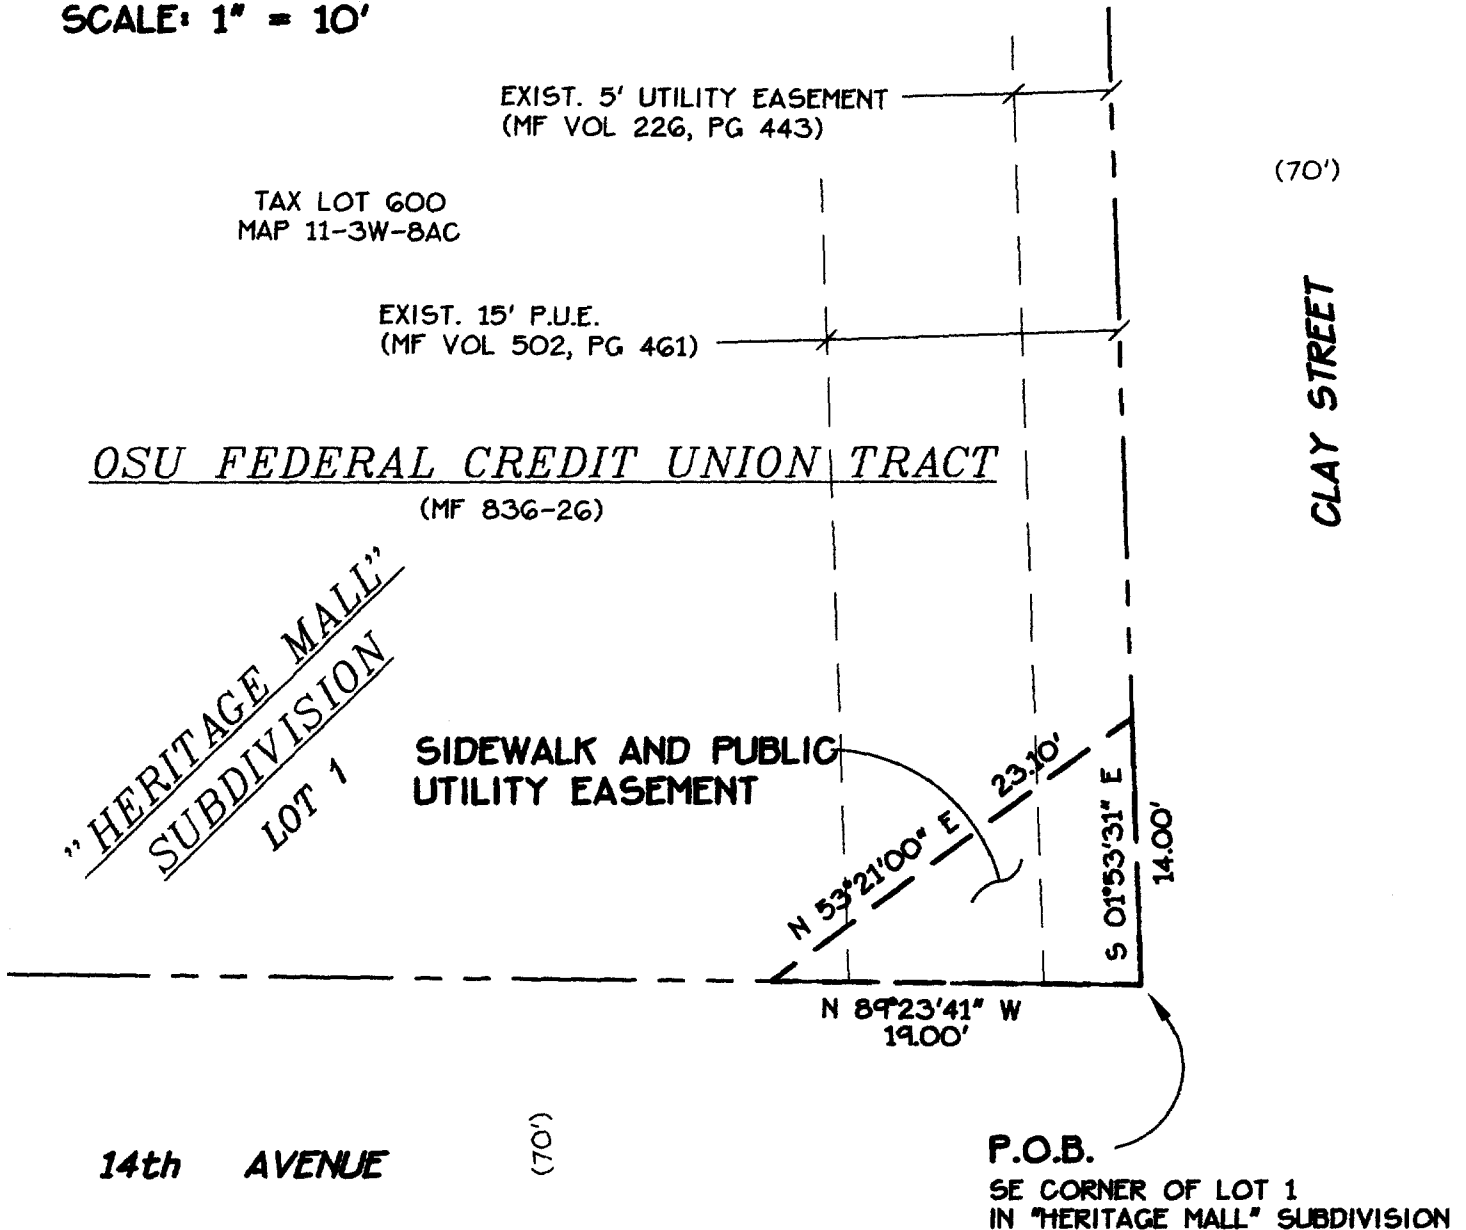 SCALE: 1" = 10'
EXIST. 5' UTILITY EASEMENT
(MF VOL 226, PG 443)
(70')
TAX LOT 600
MAP 11-3W-8AC
EXIST. 15' P.U.E.
(MF VOL 502, PG 461)
CLAY STREET
OSU FEDERAL CREDIT UNION TRACT
(MF 836-26)
"HERITAGE MALL"
SUBDIVISION
LOT 1
SIDEWALK AND PUBLIC
UTILITY EASEMENT
23.10'
N 53°21'00" E
S 01°53'31" E
14.00'
N 89°23'41" W
19.00'
14th AVENUE
(70')
P.O.B.
SE CORNER OF LOT 1
IN "HERITAGE MALL" SUBDIVISION